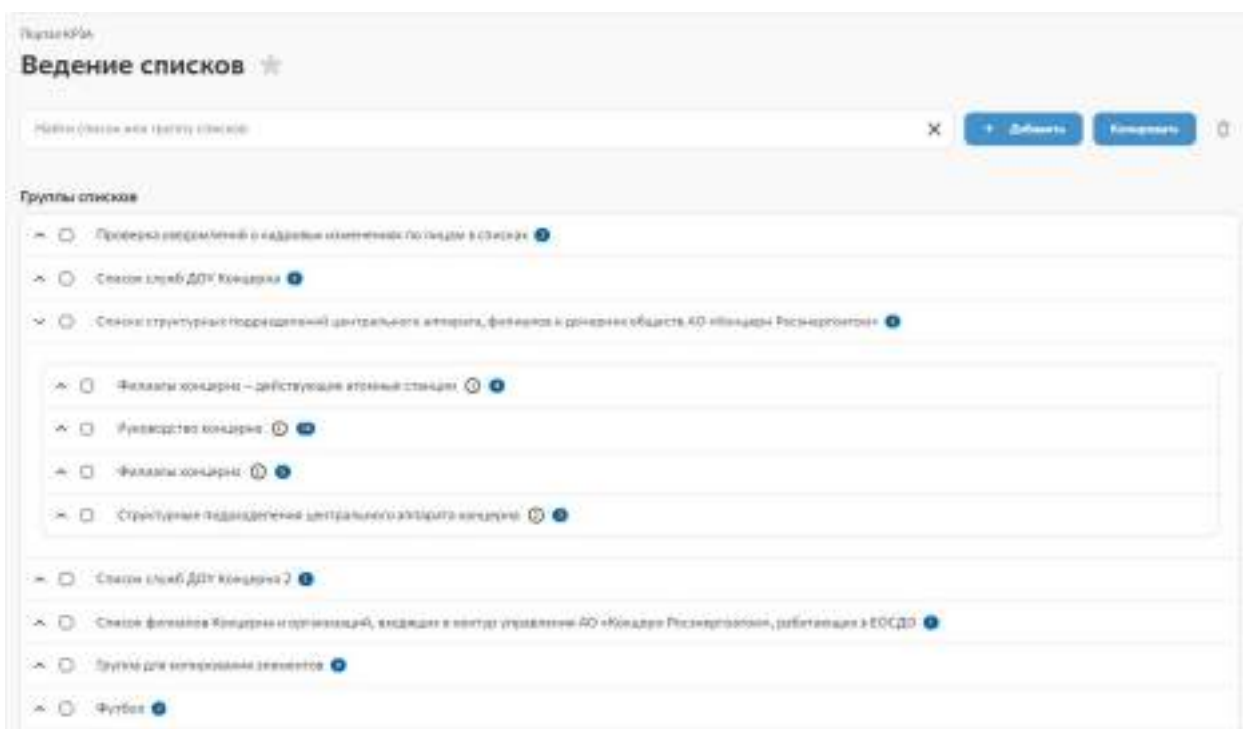 Портал КРЭА
Ведение списков
Найти список или группу списков
+ Добавить
Копировать
Группы списков
Проверка уведомлений о кадровых изменениях по лицам в списках
Список служб ДОУ Концерна
Список структурных подразделений центрального аппарата, филиалов и дочерних обществ АО «Концерн Росэнергоатом»
Филиалы концерна – действующие атомные станции
Руководство концерна
Филиалы концерна
Структурные подразделения центрального аппарата концерна
Список служб ДОУ Концерна 2
Список филиалов Концерна и организаций, входящих в контур управления АО «Концерн Росэнергоатом», работающих в ЕОСДО
Группа для копирования элементов
Футбол